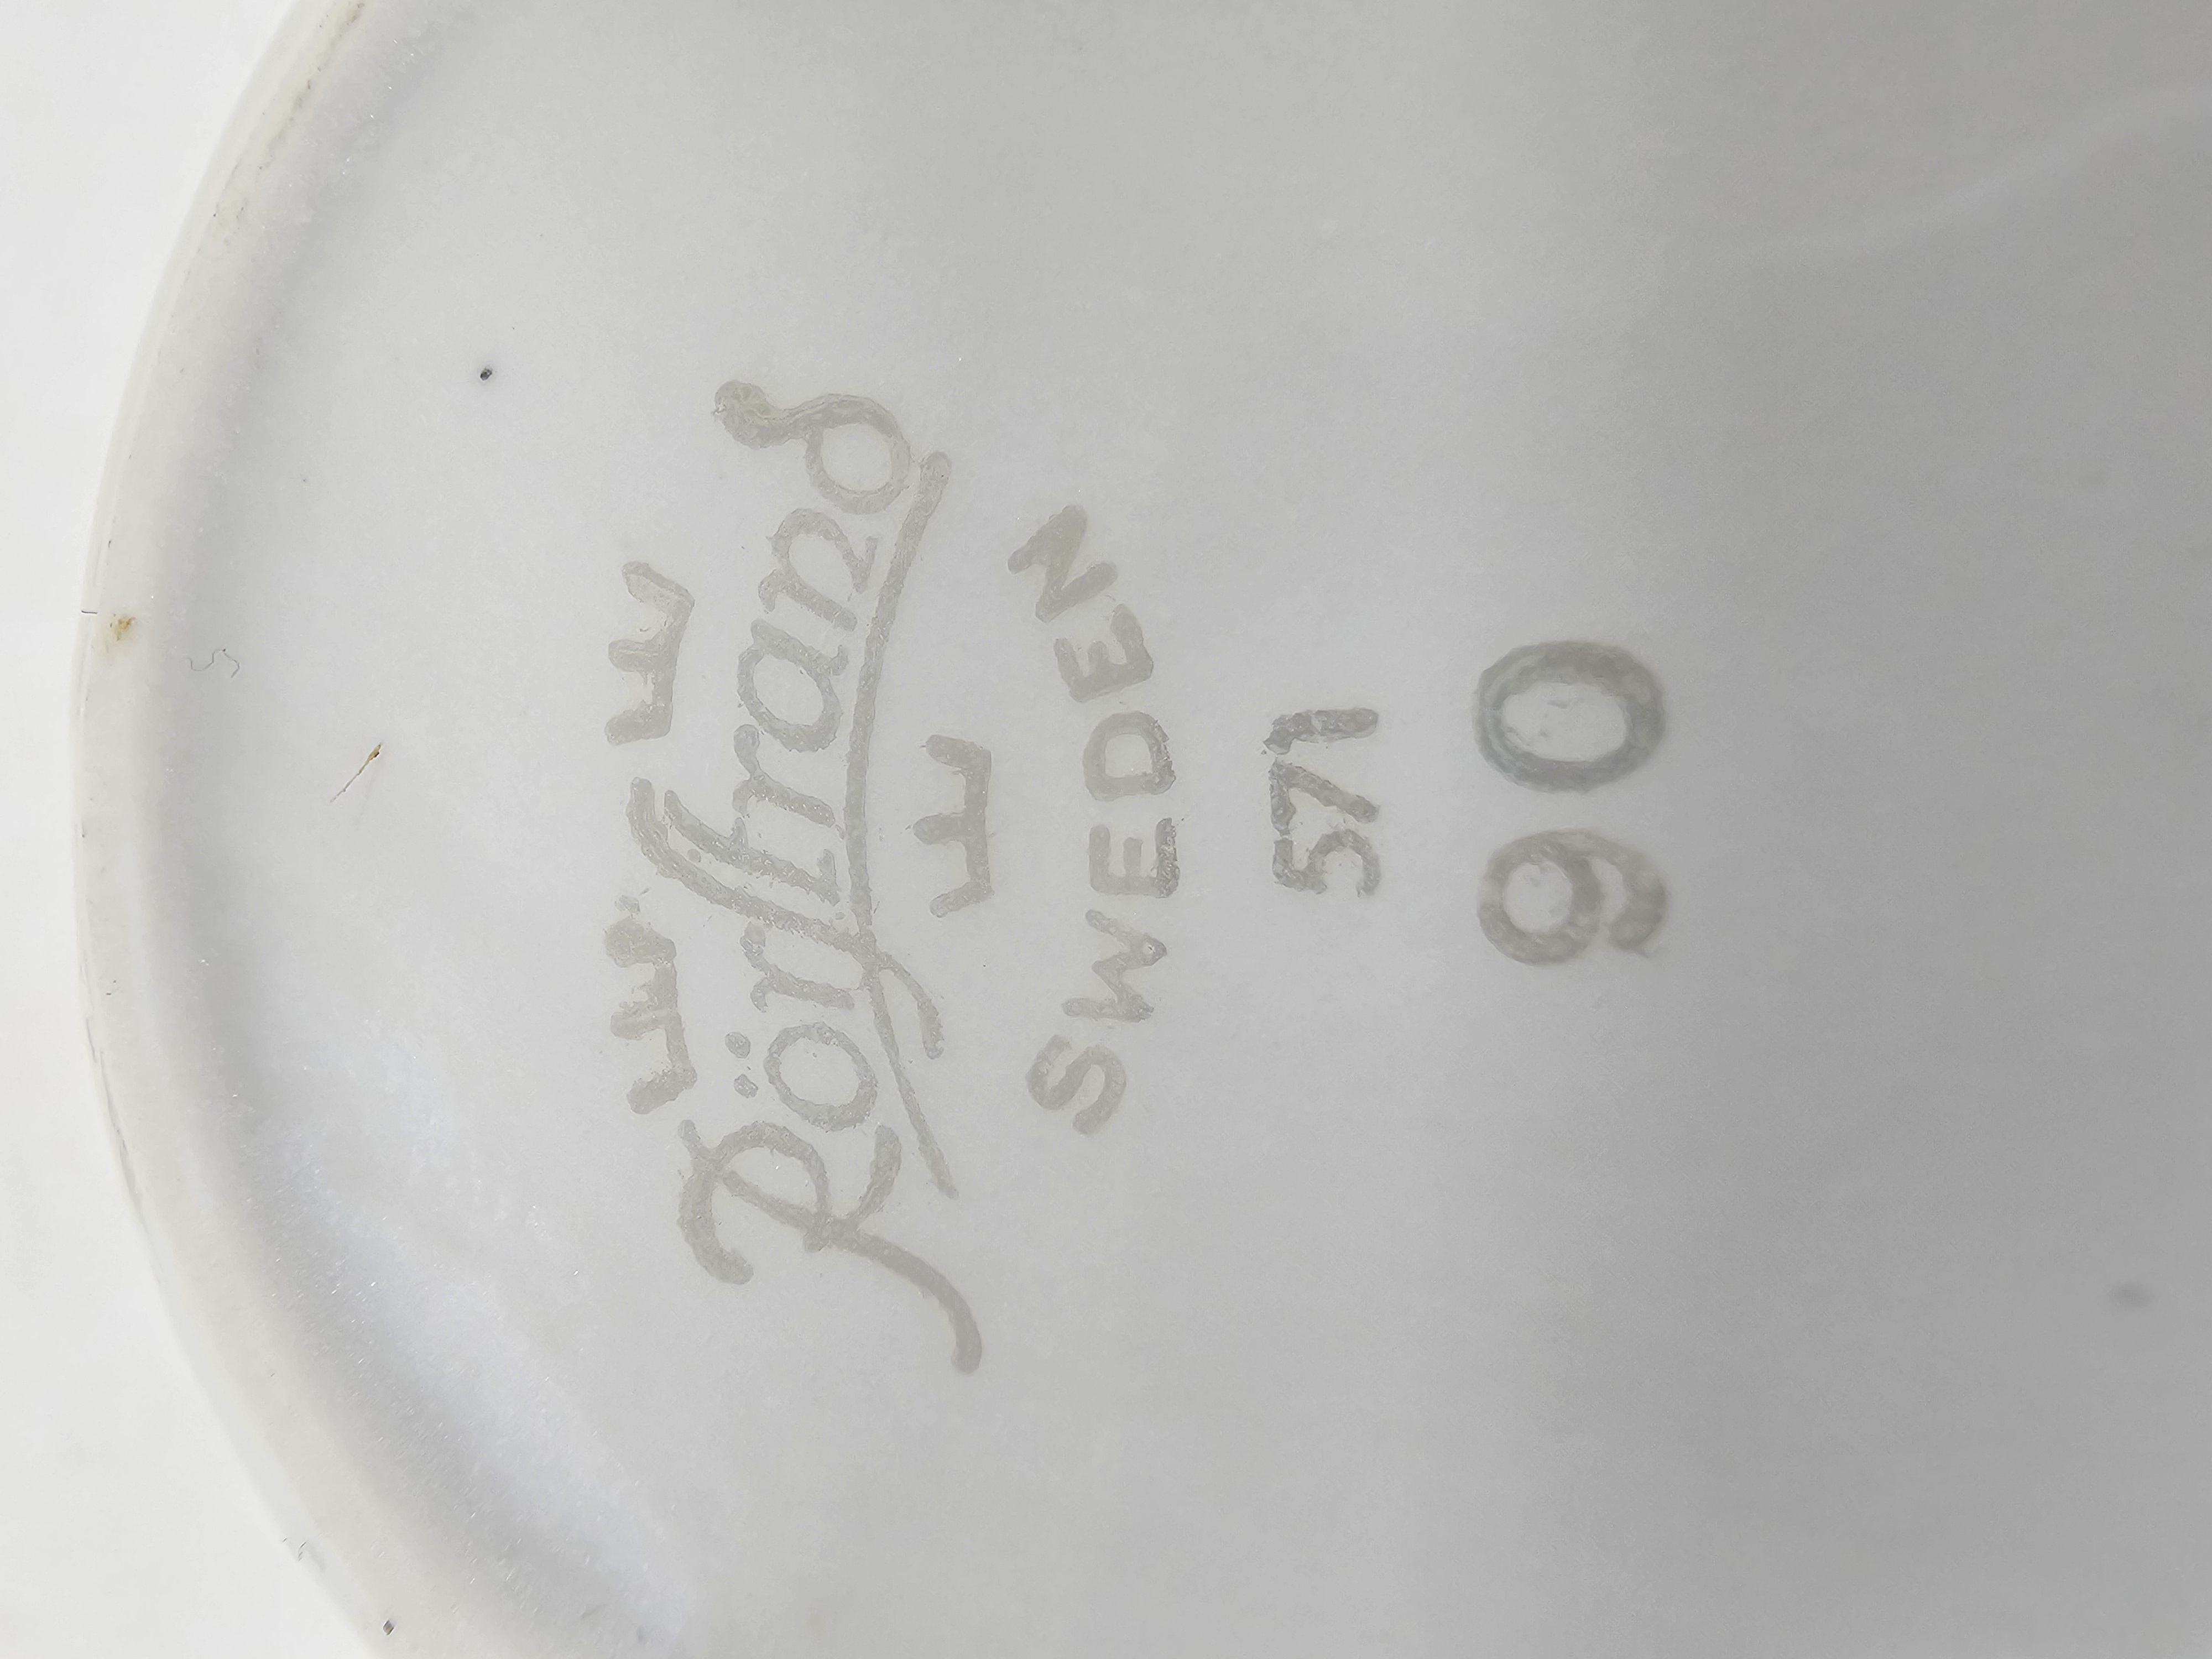 Rörstrand
SWEDEN
571
90